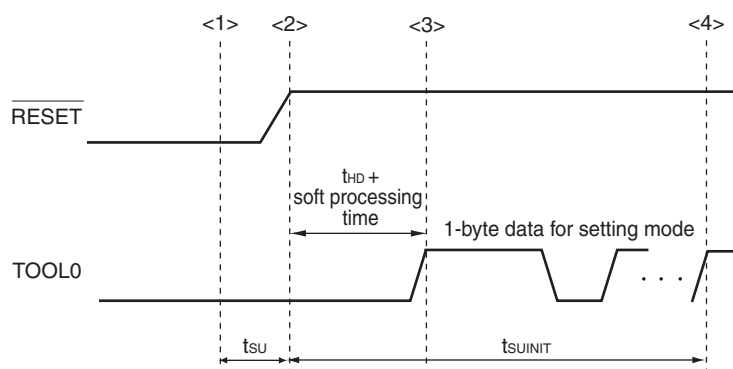 <1> <2> <3> <4>
RESET
tHD +
soft processing
time
1-byte data for setting mode
TOOL0
. . .
tSU
tSUINIT